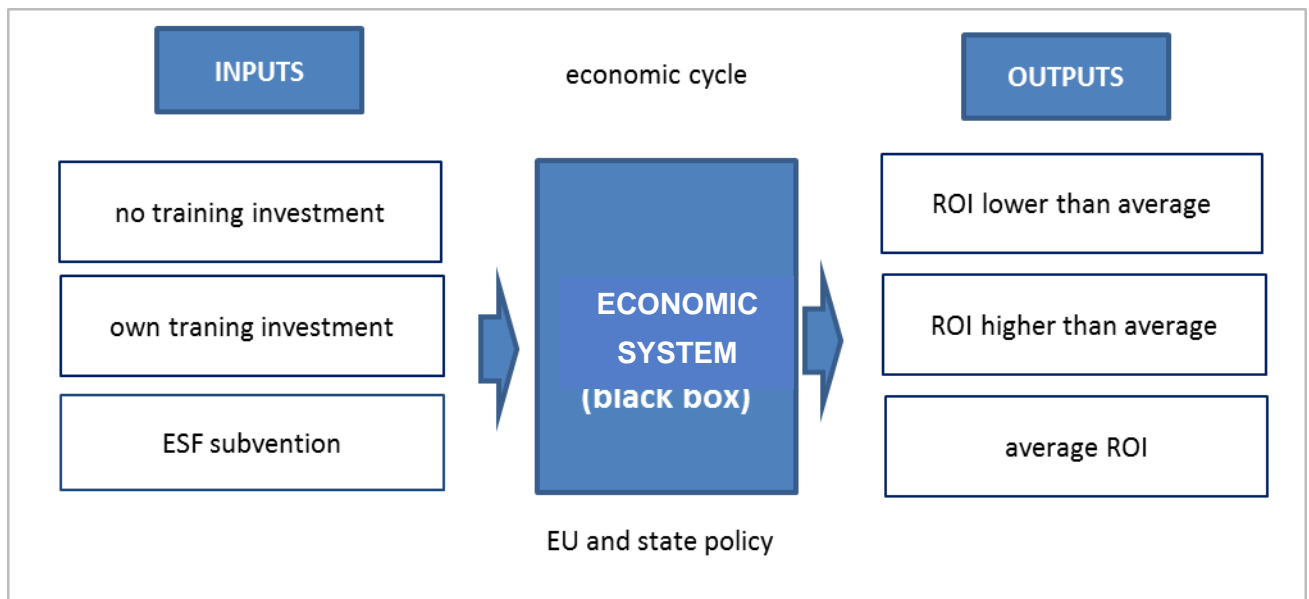 INPUTS
economic cycle
OUTPUTS
no training investment
own traning investment
ESF subvention
ECONOMIC
SYSTEM
(black box)
ROI lower than average
ROI higher than average
average ROI
EU and state policy